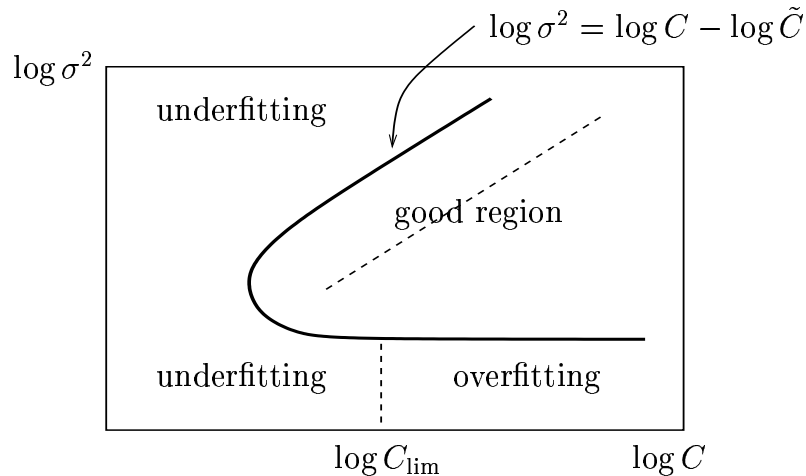 log σ² = log C − log C̃
log σ²
underfitting
good region
underfitting
overfitting
log C_lim
log C